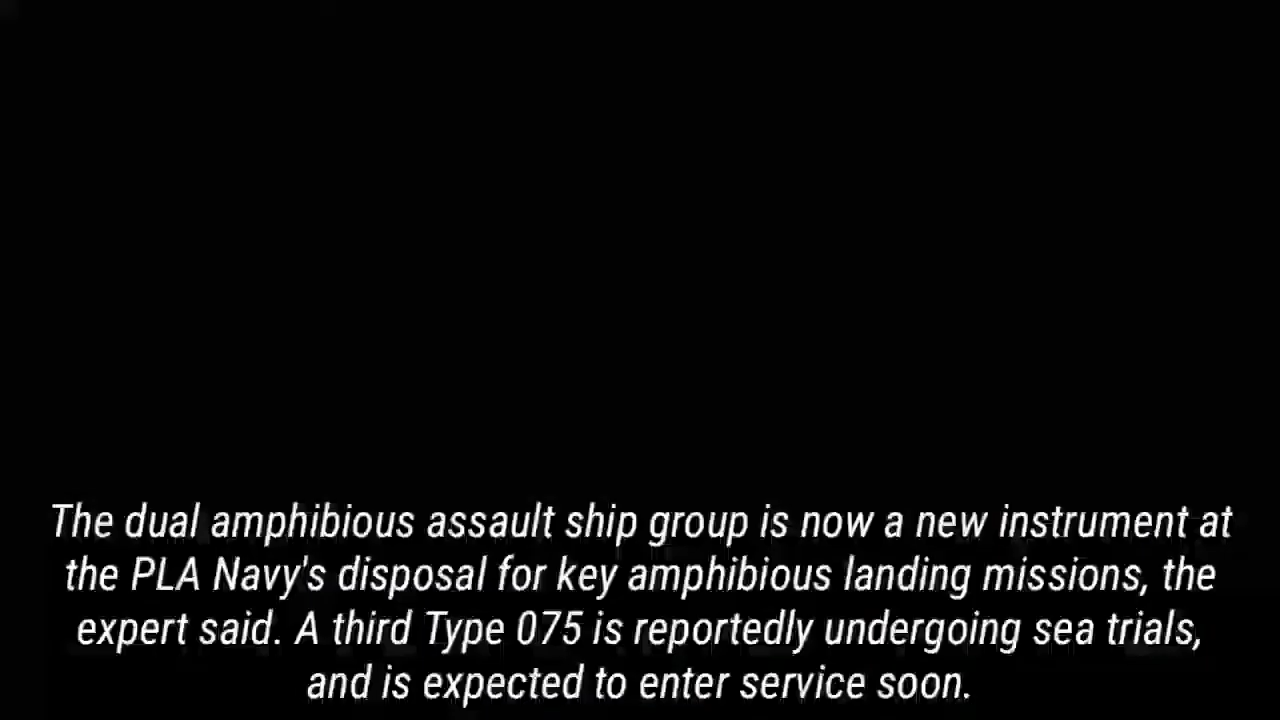 The dual amphibious assault ship group is now a new instrument at
the PLA Navy's disposal for key amphibious landing missions, the
expert said. A third Type 075 is reportedly undergoing sea trials,
and is expected to enter service soon.